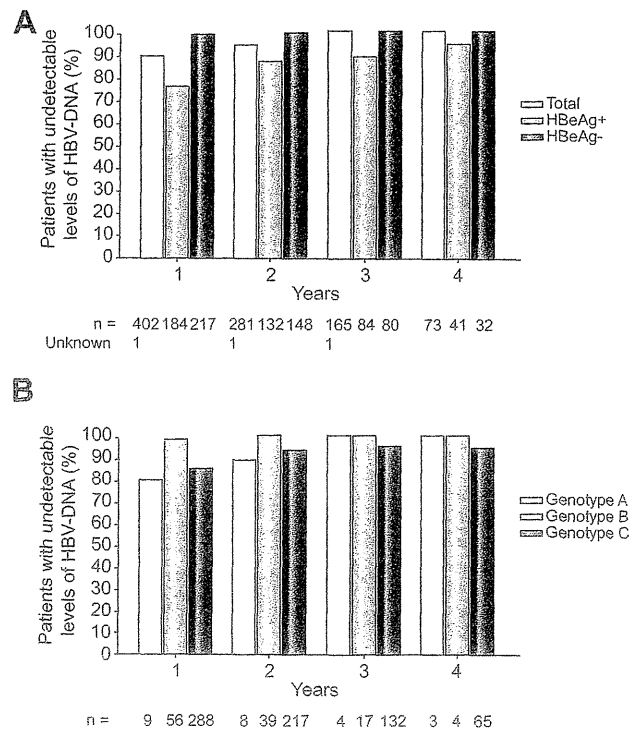 A
Patients with undetectable
levels of HBV-DNA (%)
100
90
80
70
60
50
40
30
20
10
0
1 2 3 4
Years
Total
HBeAg+
HBeAg-
n = 402 184 217 281 132 148 165 84 80 73 41 32
Unknown 1 1 1
B
Patients with undetectable
levels of HBV-DNA (%)
100
90
80
70
60
50
40
30
20
10
0
1 2 3 4
Years
Genotype A
Genotype B
Genotype C
n = 9 56 288 8 39 217 4 17 132 3 4 65